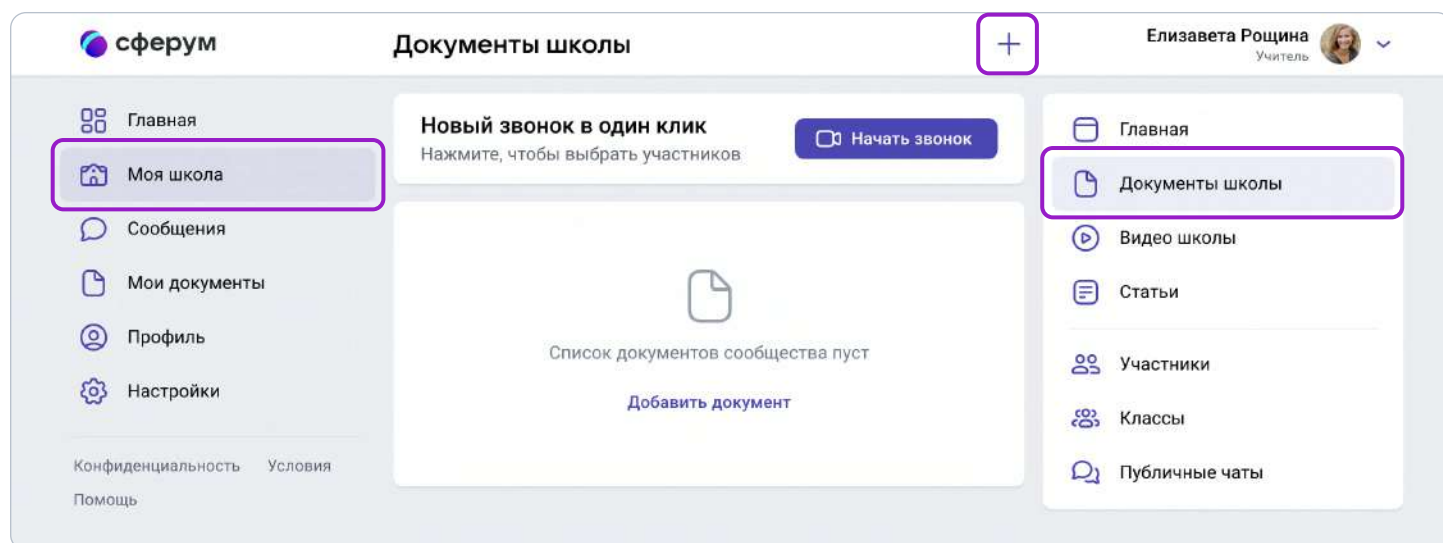 сферум
Документы школы
Елизавета Рощина
Учитель
Главная
Моя школа
Сообщения
Мои документы
Профиль
Настройки
Конфиденциальность Условия
Помощь
Новый звонок в один клик
Нажмите, чтобы выбрать участников
Начать звонок
Список документов сообщества пуст
Добавить документ
Главная
Документы школы
Видео школы
Статьи
Участники
Классы
Публичные чаты